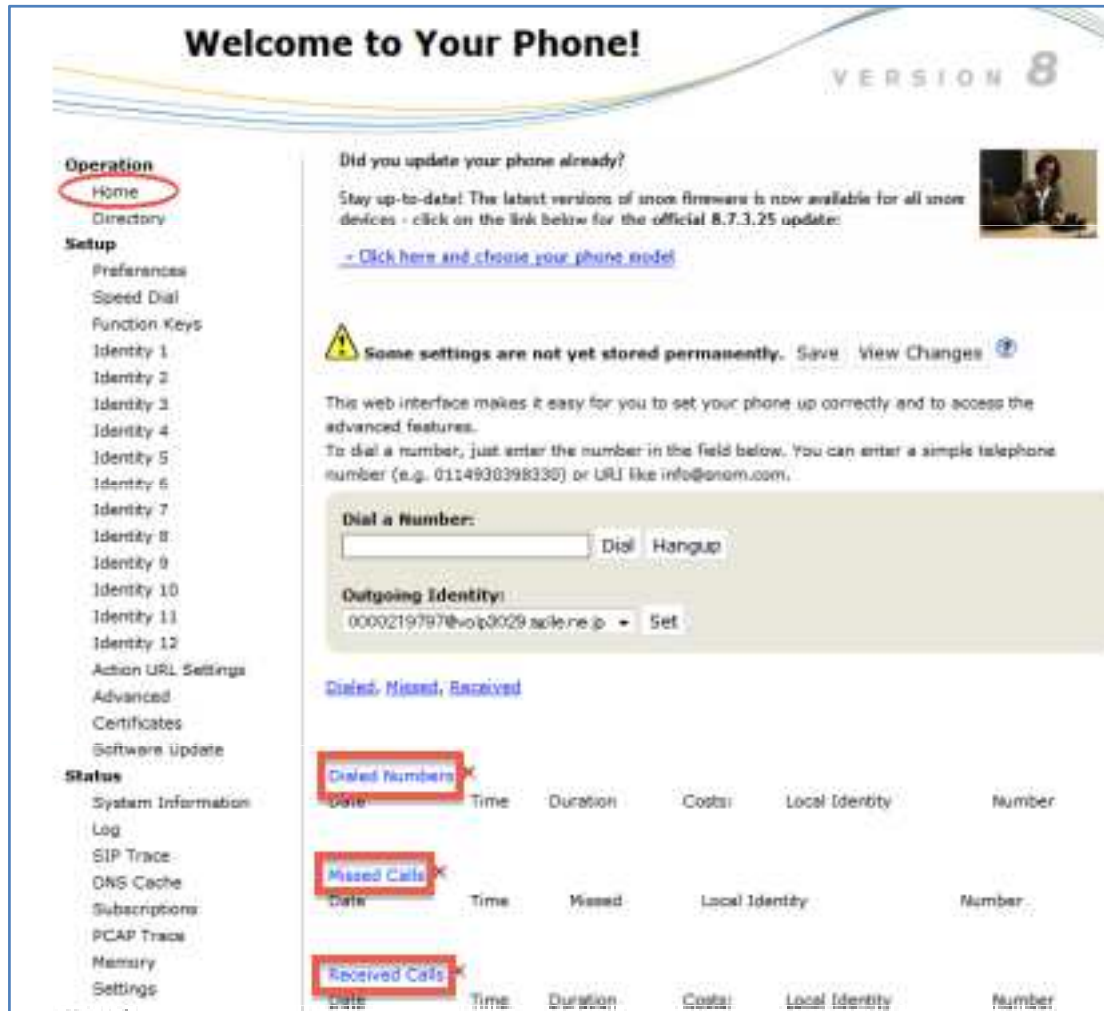 Welcome to Your Phone!
VERSION 8
Operation
Home
Directory
Setup
Preferences
Speed Dial
Function Keys
Identity 1
Identity 2
Identity 3
Identity 4
Identity 5
Identity 6
Identity 7
Identity 8
Identity 9
Identity 10
Identity 11
Identity 12
Action URL Settings
Advanced
Certificates
Software Update
Status
System Information
Log
SIP Trace
DNS Cache
Subscriptions
PCAP Trace
Memory
Settings
Did you update your phone already?
Stay up-to-date! The latest versions of snom firmware is now available for all snom
devices - click on the link below for the official 8.7.3.25 update:
- Click here and choose your phone model
Some settings are not yet stored permanently. Save View Changes ?
This web interface makes it easy for you to set your phone up correctly and to access the
advanced features.
To dial a number, just enter the number in the field below. You can enter a simple telephone
number (e.g. 0114930398330) or URI like info@snom.com.
Dial a Number:
Dial Hangup
Outgoing Identity:
0000219797@voip0029.agile.ne.jp Set
Dialed, Missed, Received
Dialed Numbers
Date Time Duration Costs: Local Identity Number
Missed Calls
Date Time Missed Local Identity Number
Received Calls
Date Time Duration Costs: Local Identity Number